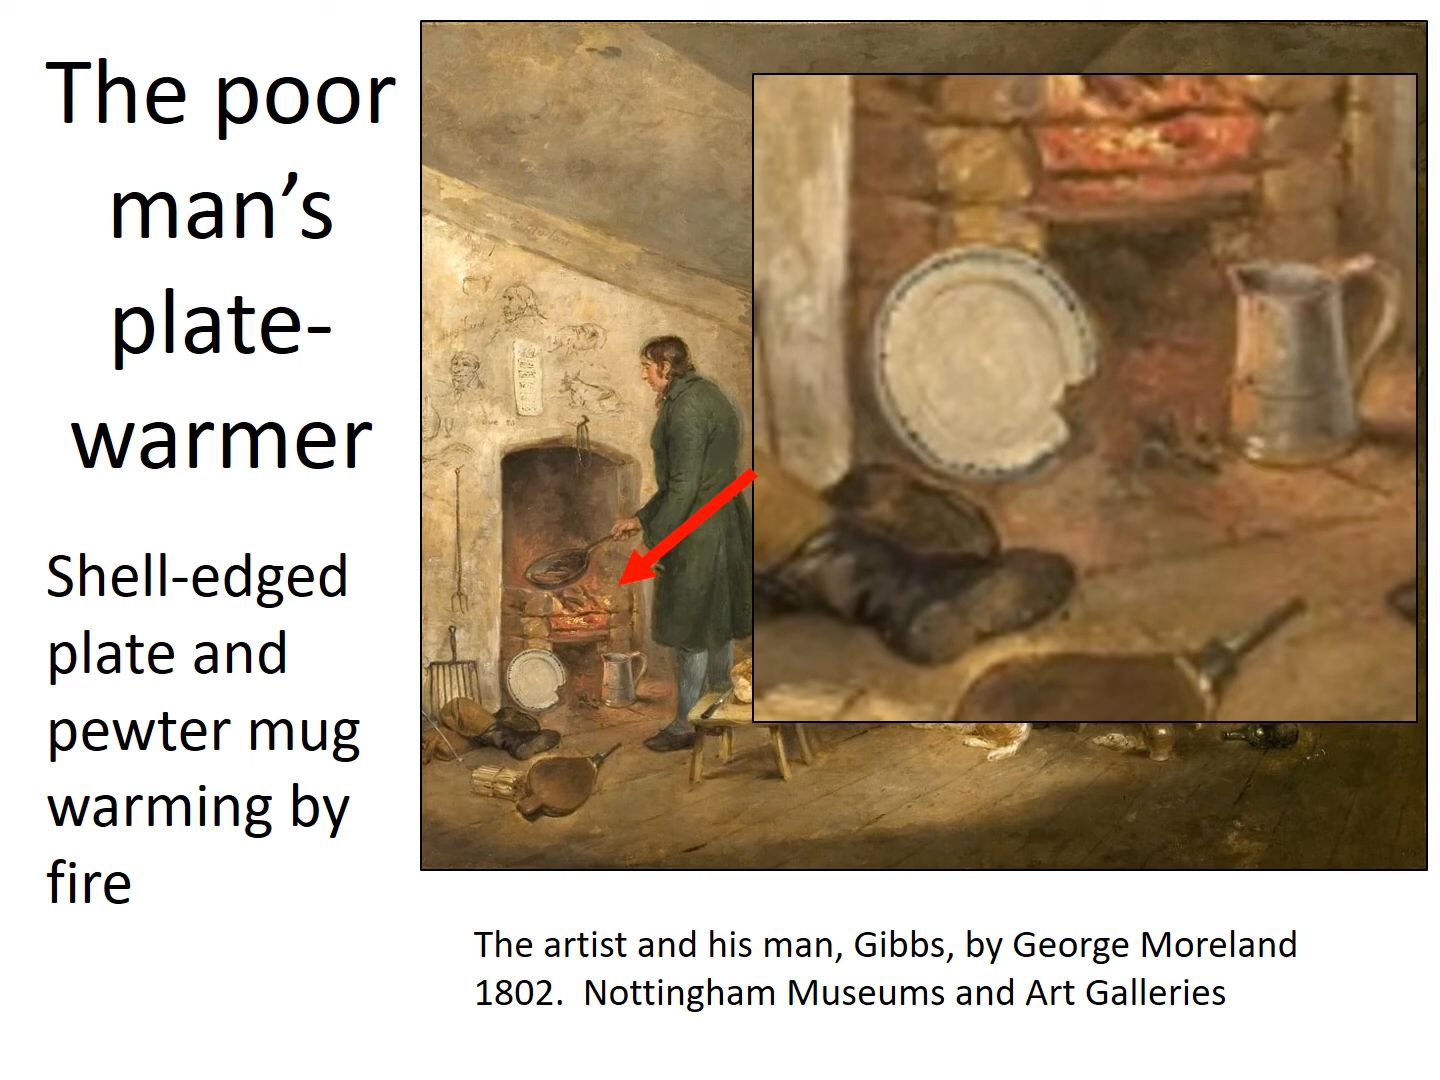 The poor
man’s
plate-
warmer
Shell-edged
plate and
pewter mug
warming by
fire
The artist and his man, Gibbs, by George Moreland
1802.  Nottingham Museums and Art Galleries